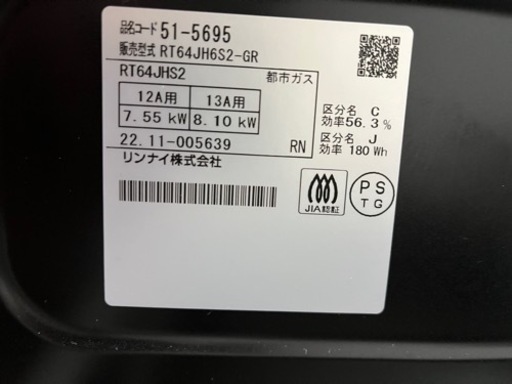 品名コード 51-5695
販売型式 RT64JH6S2-GR
RT64JHS2 都市ガス
12A用 13A用
7.55 kW 8.10 kW
区分名 C
効率56.3%
区分名 J
効率 180 Wh
22.11-005639 RN
リンナイ株式会社
JIA認証
PS
TG